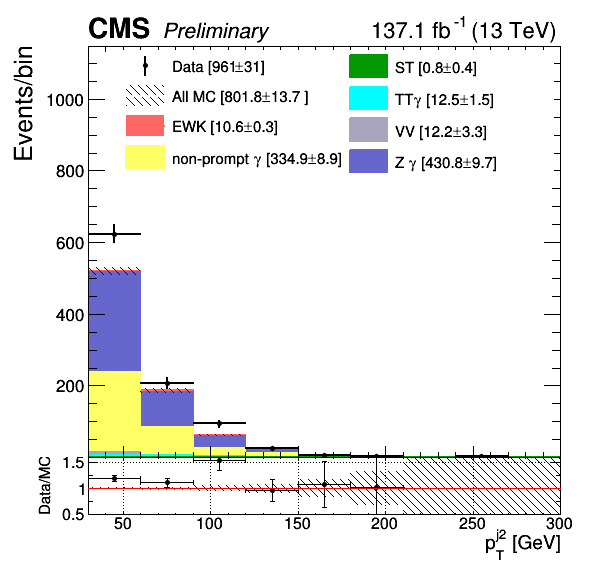 CMS Preliminary 137.1 fb⁻¹ (13 TeV)
Events/bin
Data [961±31]
All MC [801.8±13.7 ]
EWK [10.6±0.3]
non-prompt γ [334.9±8.9]
ST [0.8±0.4]
TTγ [12.5±1.5]
VV [12.2±3.3]
Z γ [430.8±9.7]
1000
800
600
400
200
Data/MC
1.5
1
0.5
50 100 150 200 250 300
p_T^j2 [GeV]